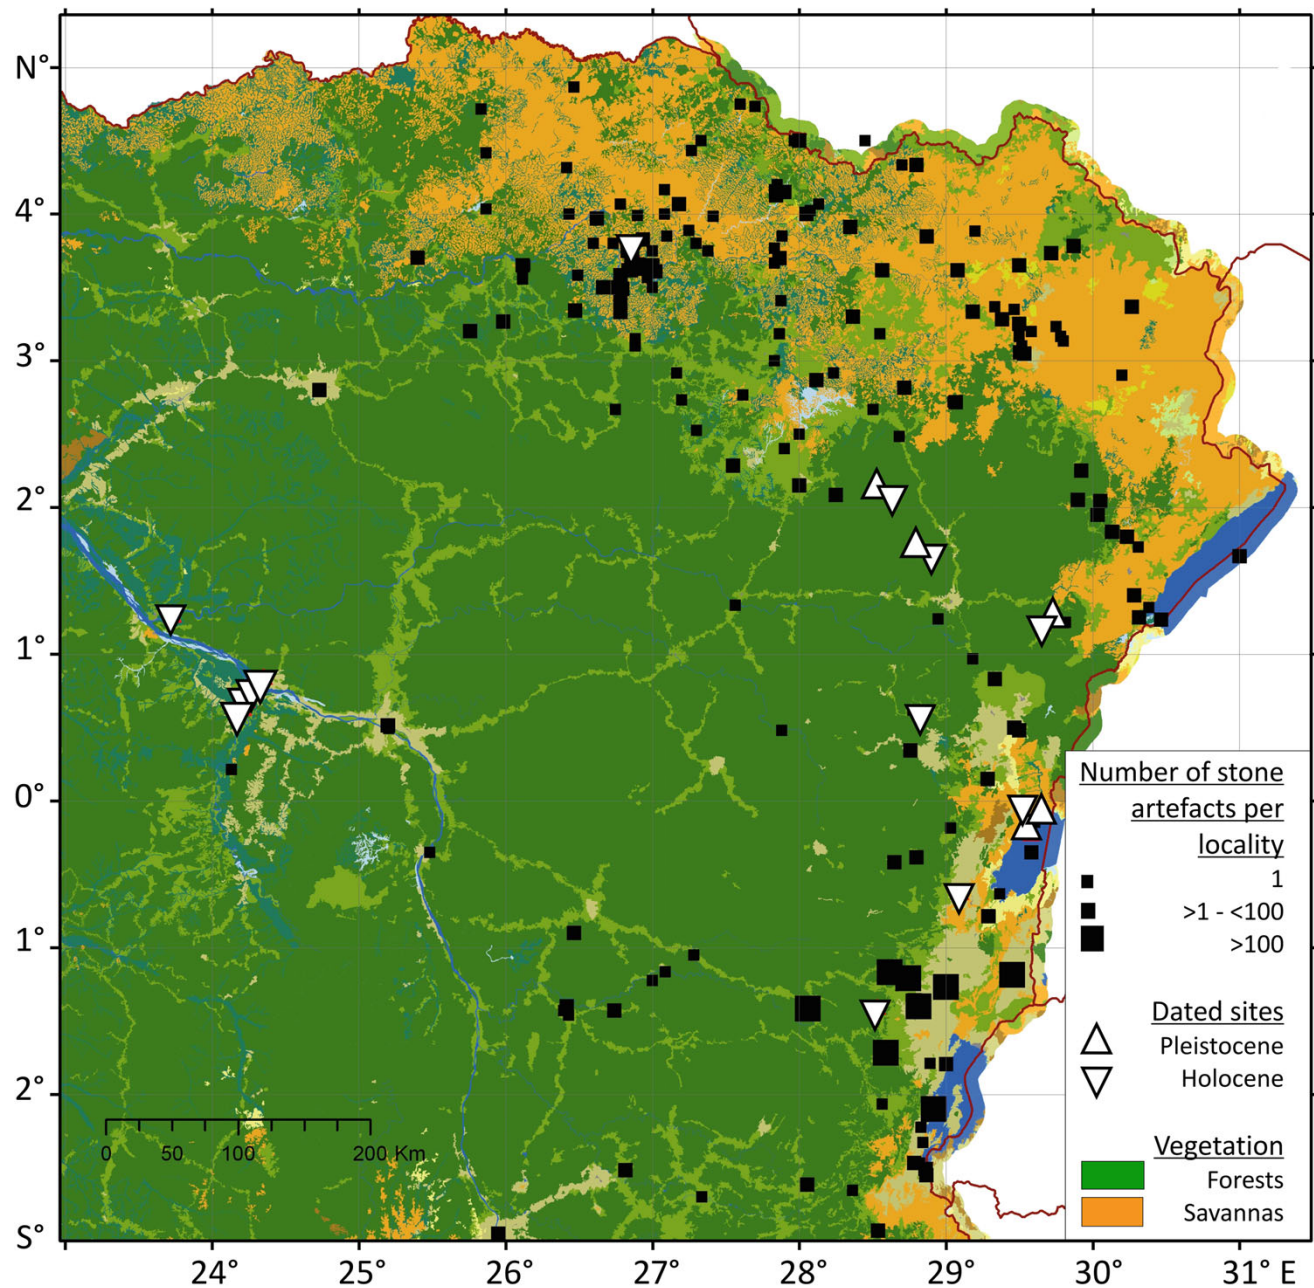 N°
4°
3°
2°
1°
0°
1°
2°
S°
24°
25°
26°
27°
28°
29°
30°
31° E
0 50 100 200 Km
Number of stone
artefacts per
locality
1
>1 - <100
>100
Dated sites
Pleistocene
Holocene
Vegetation
Forests
Savannas